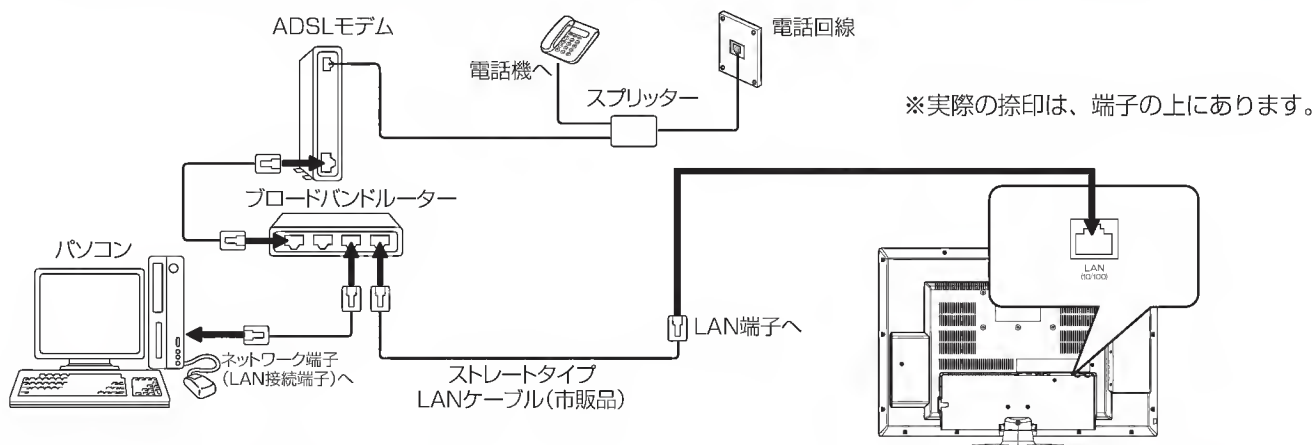 ADSLモデム
電話機へ
スプリッター
電話回線
※実際の捺印は、端子の上にあります。
ブロードバンドルーター
パソコン
ネットワーク端子
(LAN接続端子)へ
ストレートタイプ
LANケーブル(市販品)
LAN端子へ
LAN
(10/100)